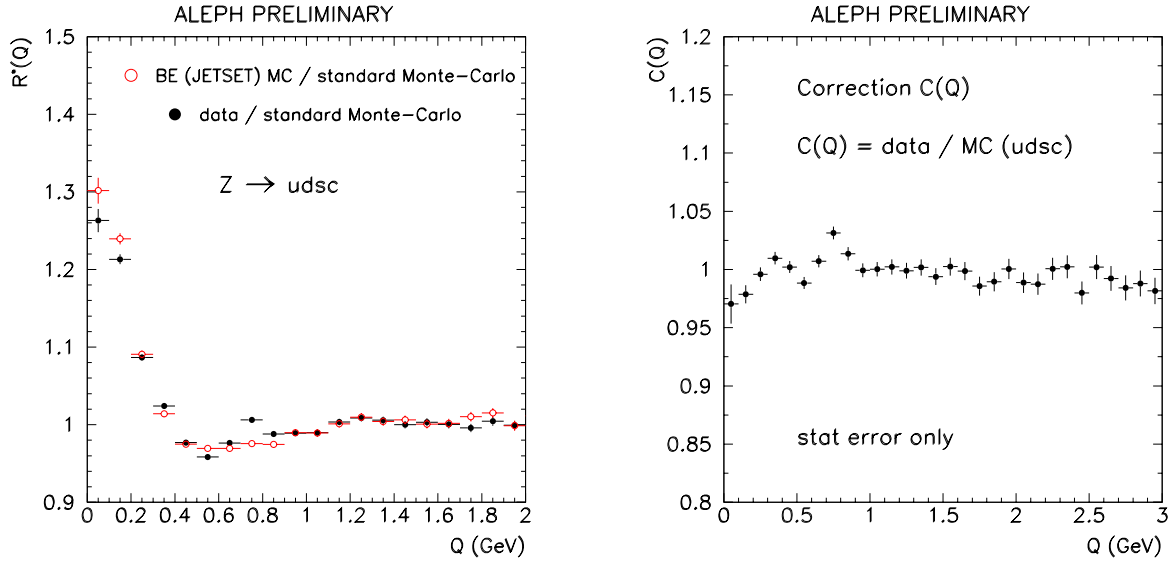 ALEPH PRELIMINARY
R*(Q)
1.5
1.4
1.3
1.2
1.1
1
0.9
BE (JETSET) MC / standard Monte-Carlo
data / standard Monte-Carlo
Z → udsc
0 0.2 0.4 0.6 0.8 1 1.2 1.4 1.6 1.8 2
Q (GeV)
ALEPH PRELIMINARY
C(Q)
1.2
1.15
1.1
1.05
1
0.95
0.9
0.85
0.8
Correction C(Q)
C(Q) = data / MC (udsc)
stat error only
0 0.5 1 1.5 2 2.5 3
Q (GeV)